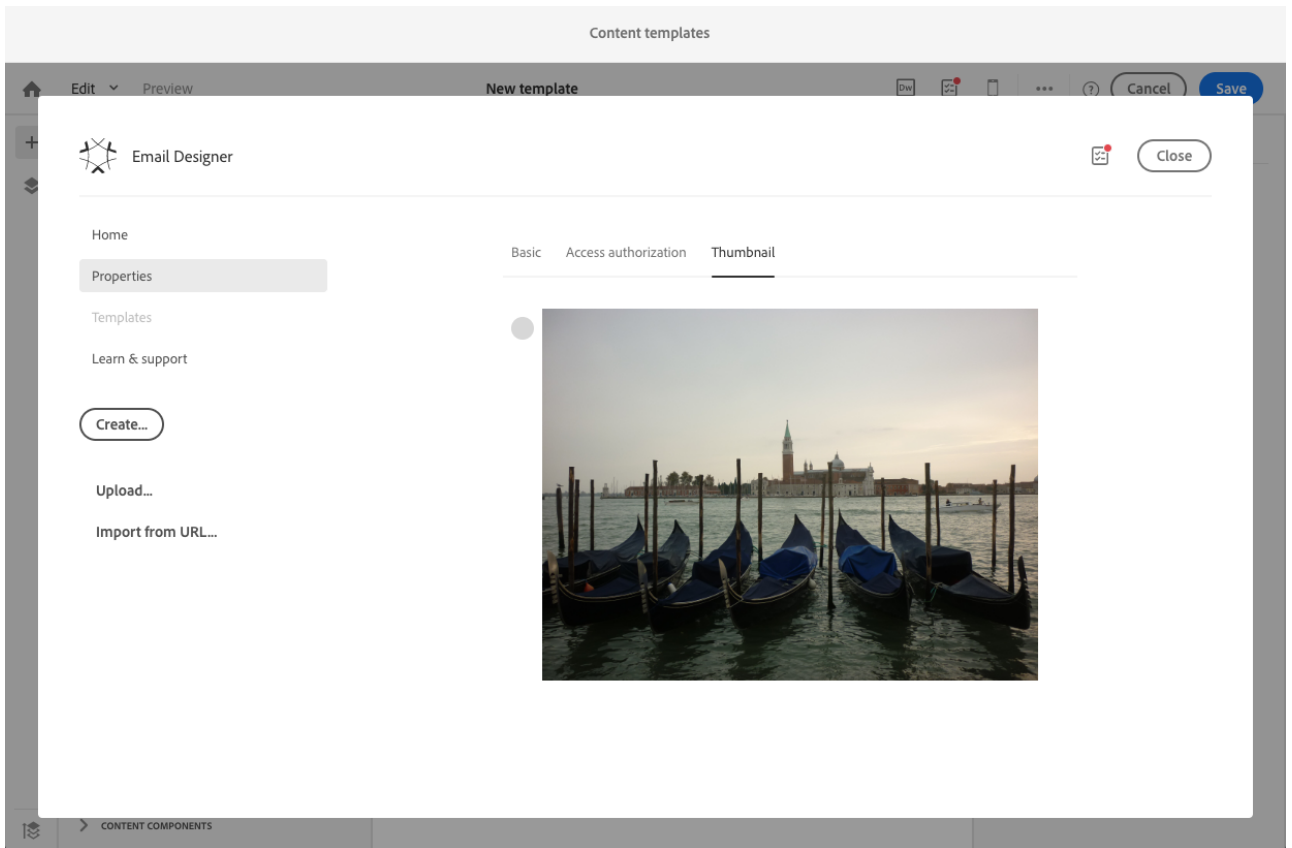 Content templates
Edit Preview New template Dw ? Cancel Save
Email Designer Close
Home
Properties
Templates
Learn & support
Create...
Upload...
Import from URL...
Basic Access authorization Thumbnail
CONTENT COMPONENTS